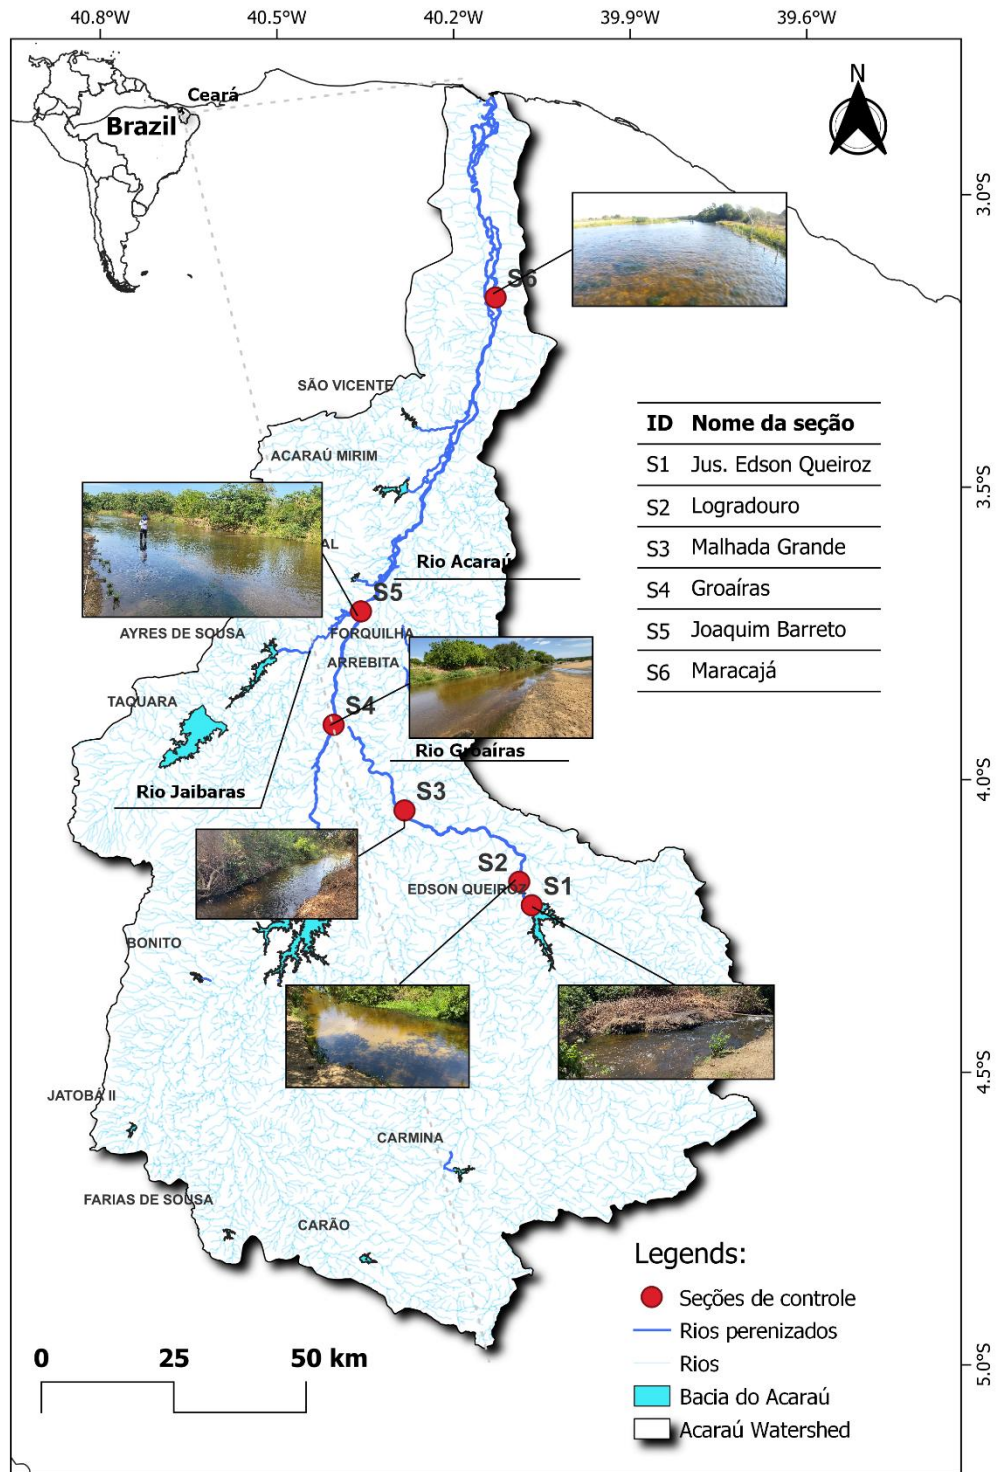 40.8°W 40.5°W 40.2°W 39.9°W 39.6°W
Ceará
Brazil
N
3.0°S
S6
SÃO VICENTE
ID Nome da seção
S1 Jus. Edson Queiroz
S2 Logradouro
S3 Malhada Grande
S4 Groaíras
S5 Joaquim Barreto
S6 Maracajá
ACARAÚ MIRIM
3.5°S
AL
Rio Acaraú
S5
AYRES DE SOUSA
FORQUILHA
ARREBITA
TAQUARA
S4
Rio Groaíras
4.0°S
Rio Jaibaras
S3
S2
EDSON QUEIROZ
S1
BONITO
4.5°S
JATOBÁ II
CARMINA
FARIAS DE SOUSA
CARÃO
Legends:
Seções de controle
Rios perenizados
Rios
Bacia do Acaraú
Acaraú Watershed
0 25 50 km
5.0°S